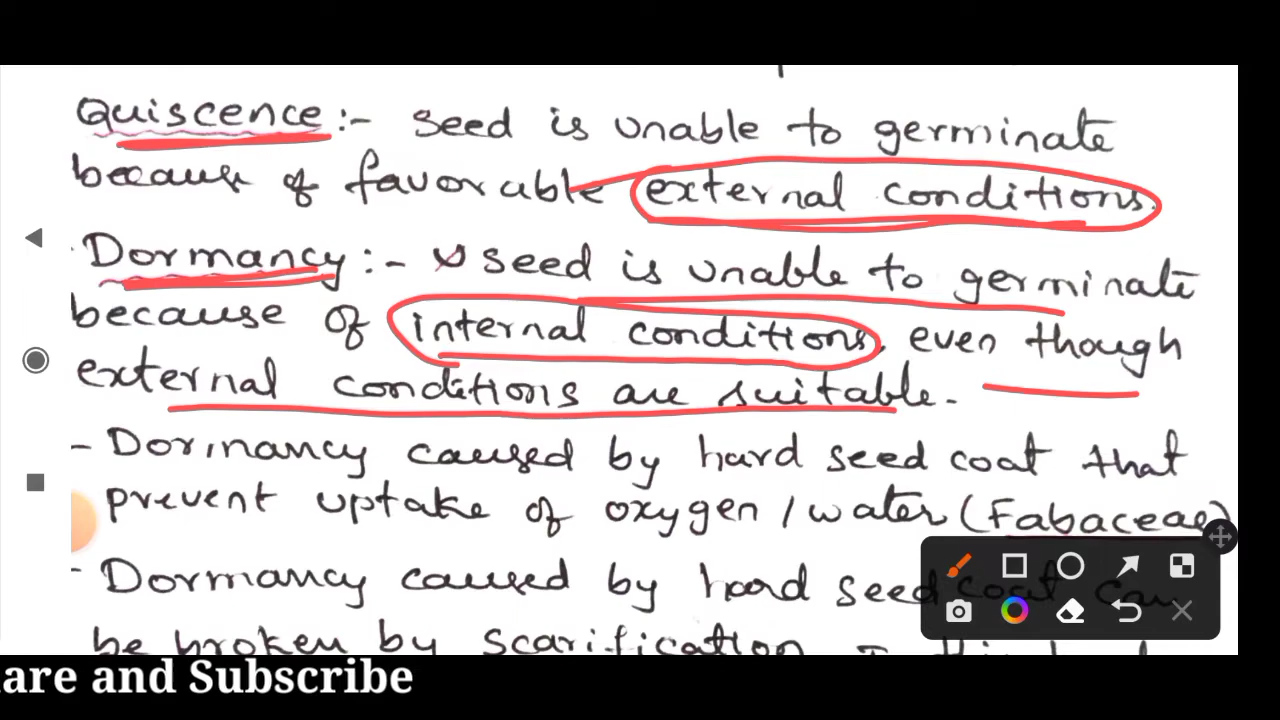 Quiscence :- seed is unable to germinate
because of favorable external conditions.
Dormancy :- seed is unable to germinate
because of internal conditions, even though
external conditions are suitable.
- Dormancy caused by hard seed coat that
prevent uptake of oxygen / water (Fabaceae)
- Dormancy caused by hard seed coat can
be broken by scarification
are and Subscribe